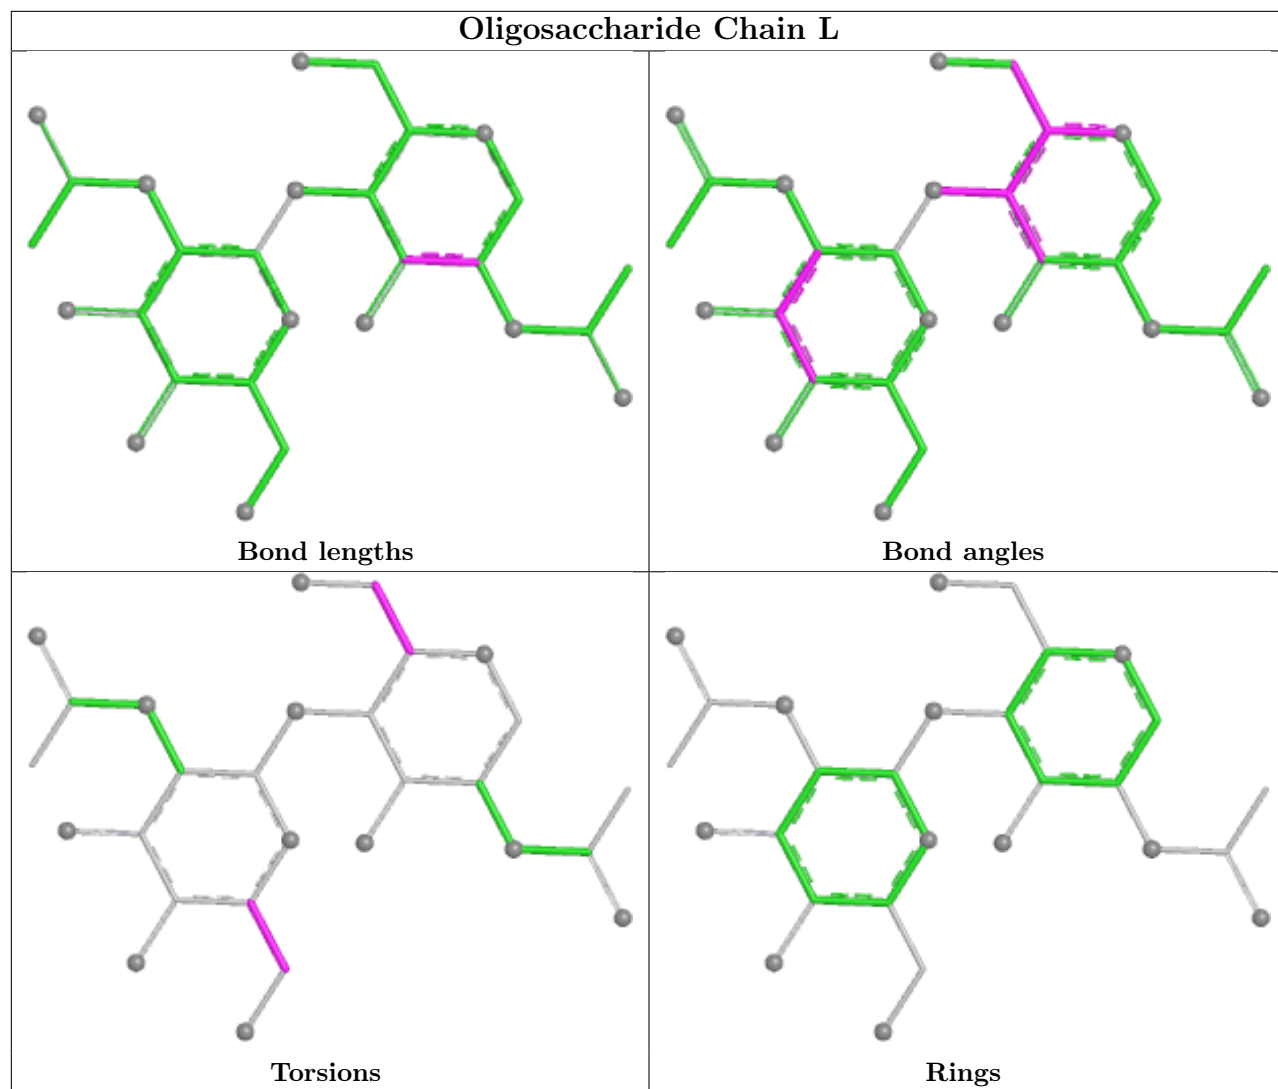 Oligosaccharide Chain L
Bond lengths
Bond angles
Torsions
Rings